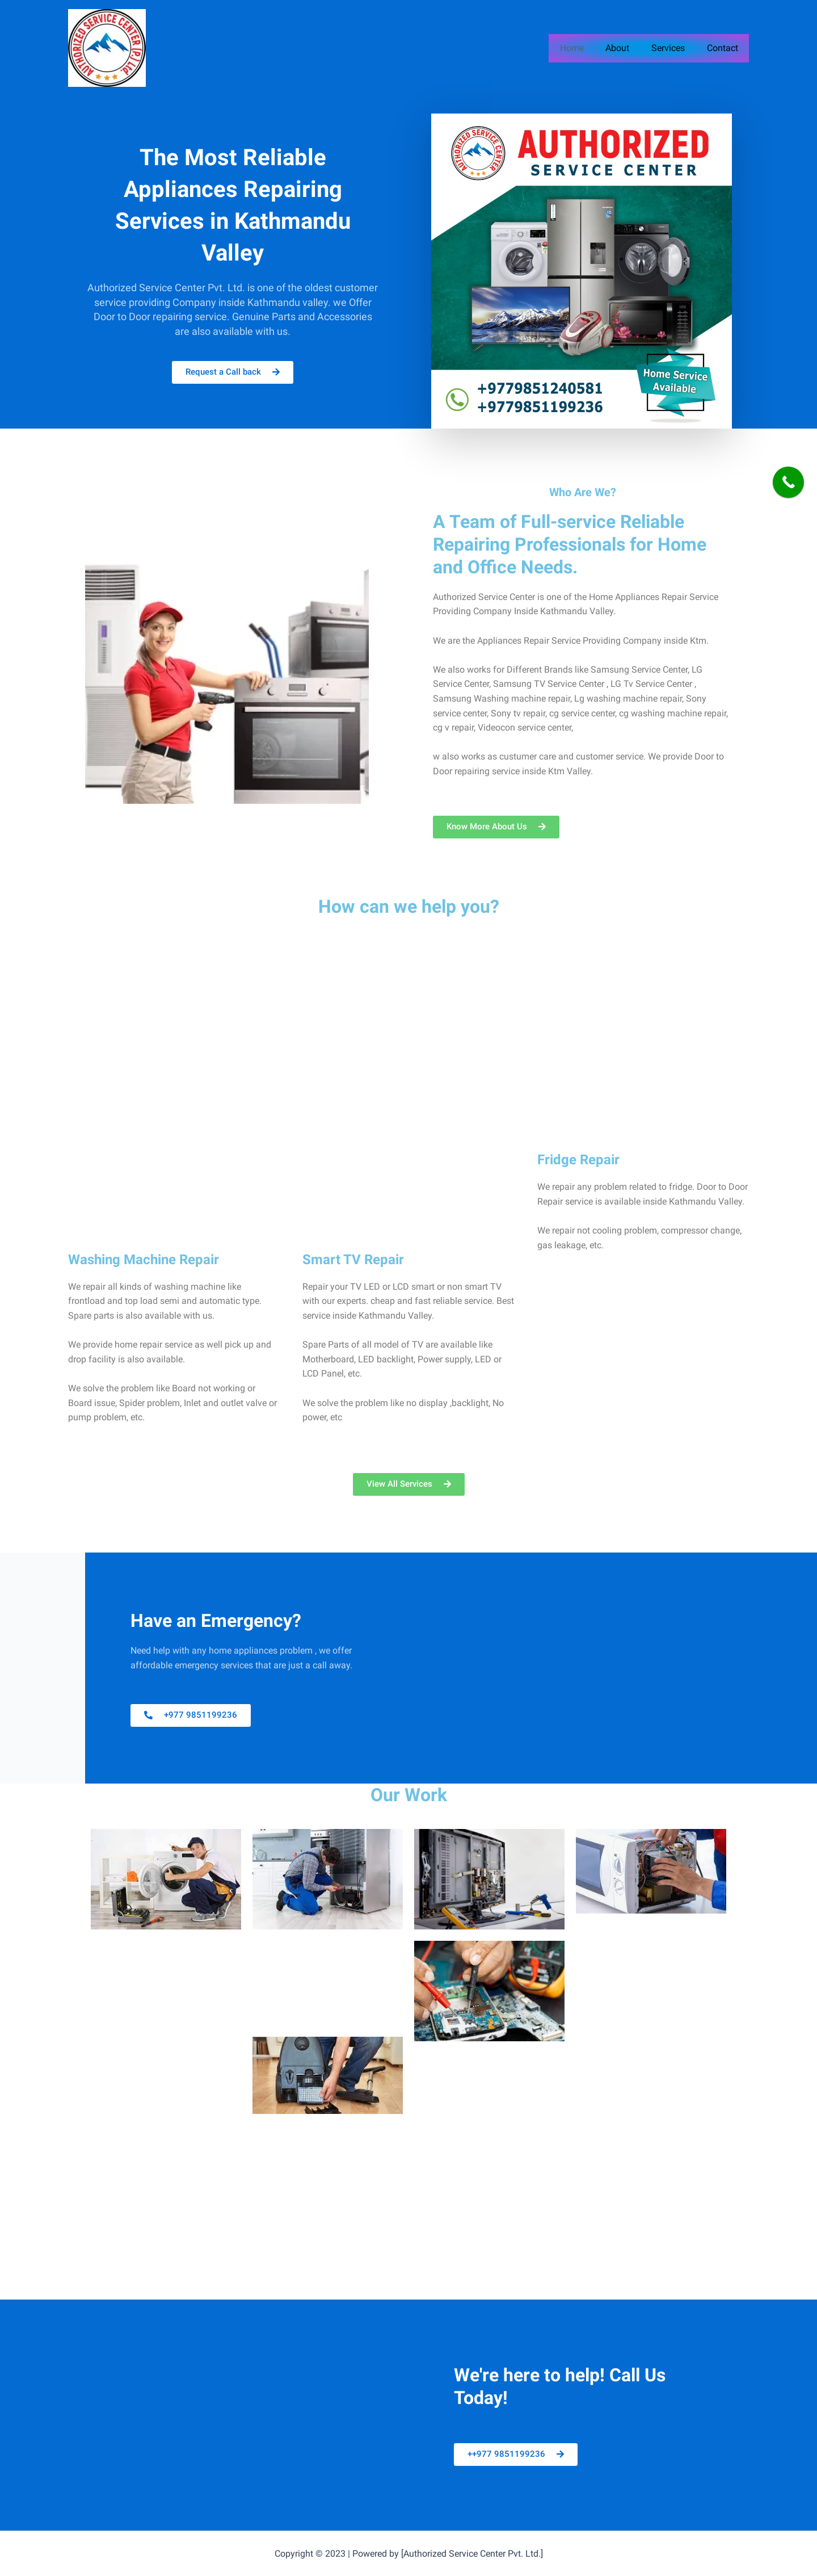 AUTHORIZED SERVICE CENTER (P.) Ltd.
Home
About
Services
Contact
The Most Reliable
Appliances Repairing
Services in Kathmandu
Valley
Authorized Service Center Pvt. Ltd. is one of the oldest customer
service providing Company inside Kathmandu valley. we Offer
Door to Door repairing service. Genuine Parts and Accessories
are also available with us.
Request a Call back
AUTHORIZED SERVICE CENTER (P.) Ltd.
AUTHORIZED
SERVICE CENTER
+9779851240581
+9779851199236
Home Service
Available
Who Are We?
A Team of Full-service Reliable
Repairing Professionals for Home
and Office Needs.
Authorized Service Center is one of the Home Appliances Repair Service
Providing Company Inside Kathmandu Valley.
We are the Appliances Repair Service Providing Company inside Ktm.
We also works for Different Brands like Samsung Service Center, LG
Service Center, Samsung TV Service Center , LG Tv Service Center ,
Samsung Washing machine repair, Lg washing machine repair, Sony
service center, Sony tv repair, cg service center, cg washing machine repair,
cg v repair, Videocon service center,
w also works as custumer care and customer service. We provide Door to
Door repairing service inside Ktm Valley.
Know More About Us
How can we help you?
Washing Machine Repair
We repair all kinds of washing machine like
frontload and top load semi and automatic type.
Spare parts is also available with us.
We provide home repair service as well pick up and
drop facility is also available.
We solve the problem like Board not working or
Board issue, Spider problem, Inlet and outlet valve or
pump problem, etc.
Smart TV Repair
Repair your TV LED or LCD smart or non smart TV
with our experts. cheap and fast reliable service. Best
service inside Kathmandu Valley.
Spare Parts of all model of TV are available like
Motherboard, LED backlight, Power supply, LED or
LCD Panel, etc.
We solve the problem like no display ,backlight, No
power, etc
Fridge Repair
We repair any problem related to fridge. Door to Door
Repair service is available inside Kathmandu Valley.
We repair not cooling problem, compressor change,
gas leakage, etc.
View All Services
Have an Emergency?
Need help with any home appliances problem , we offer
affordable emergency services that are just a call away.
+977 9851199236
Our Work
We're here to help! Call Us
Today!
++977 9851199236
Copyright © 2023 | Powered by [Authorized Service Center Pvt. Ltd.]